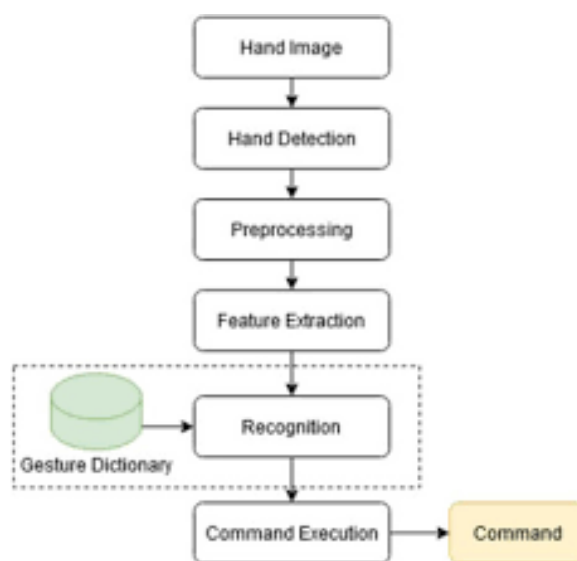 Hand Image
Hand Detection
Preprocessing
Feature Extraction
Recognition
Gesture Dictionary
Command Execution
Command